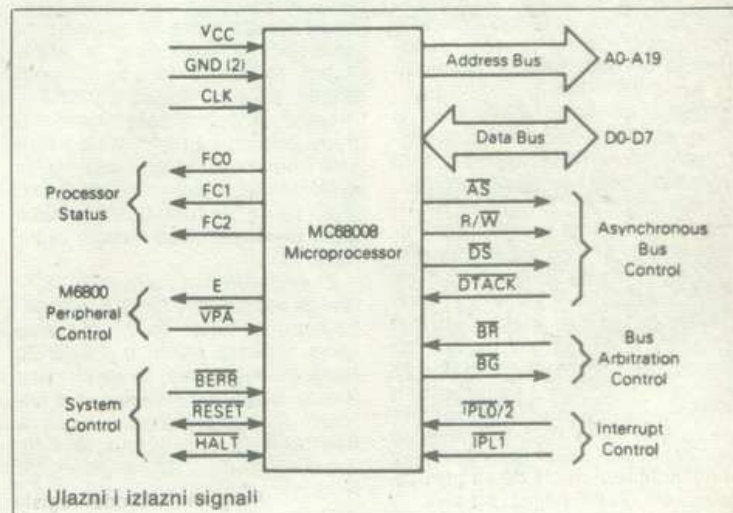 VCC
GND (2)
CLK
FC0
FC1
FC2
Processor
Status
E
VPA
M6800
Peripheral
Control
BERR
RESET
HALT
System
Control
MC68008
Microprocessor
Address Bus
A0-A19
Data Bus
D0-D7
AS
R/W
DS
DTACK
Asynchronous
Bus
Control
BR
BG
Bus
Arbitration
Control
IPL0/2
IPL1
Interrupt
Control
Ulazni i izlazni signali